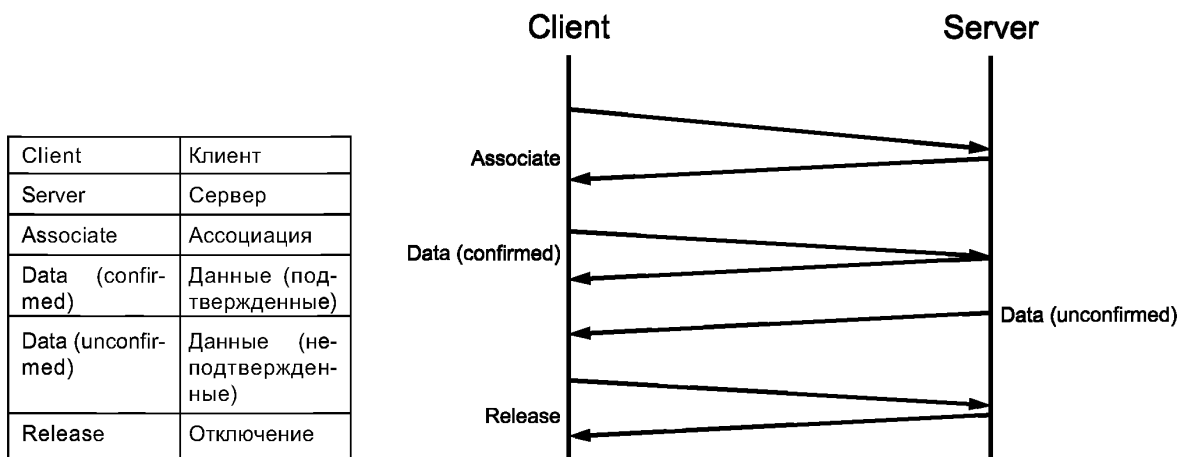 Client Клиент
Server Сервер
Associate Ассоциация
Data (confir- Данные (под-
med) твержденные)
Data (unconfir- Данные (не-
med) подтвержден-
ные)
Release Отключение
Client Server
Associate
Data (confirmed)
Data (unconfirmed)
Release